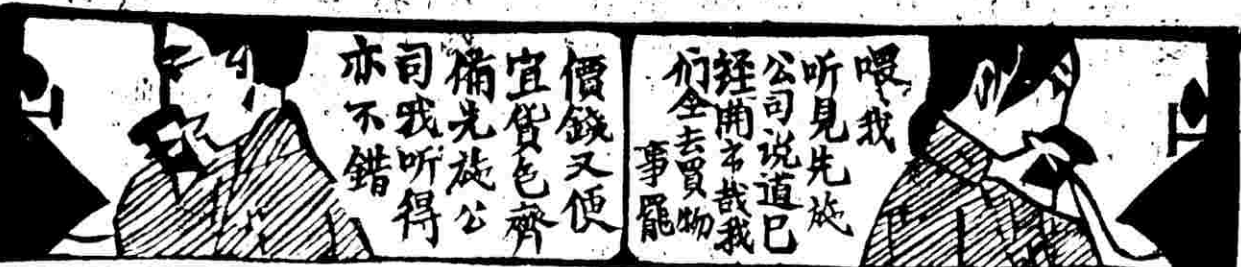 喂我
听見先施
公司说道已
經開市哉我
们全去買物
事罷
價錢又便
宜貨色齊
備先施公
司我听得
亦不錯